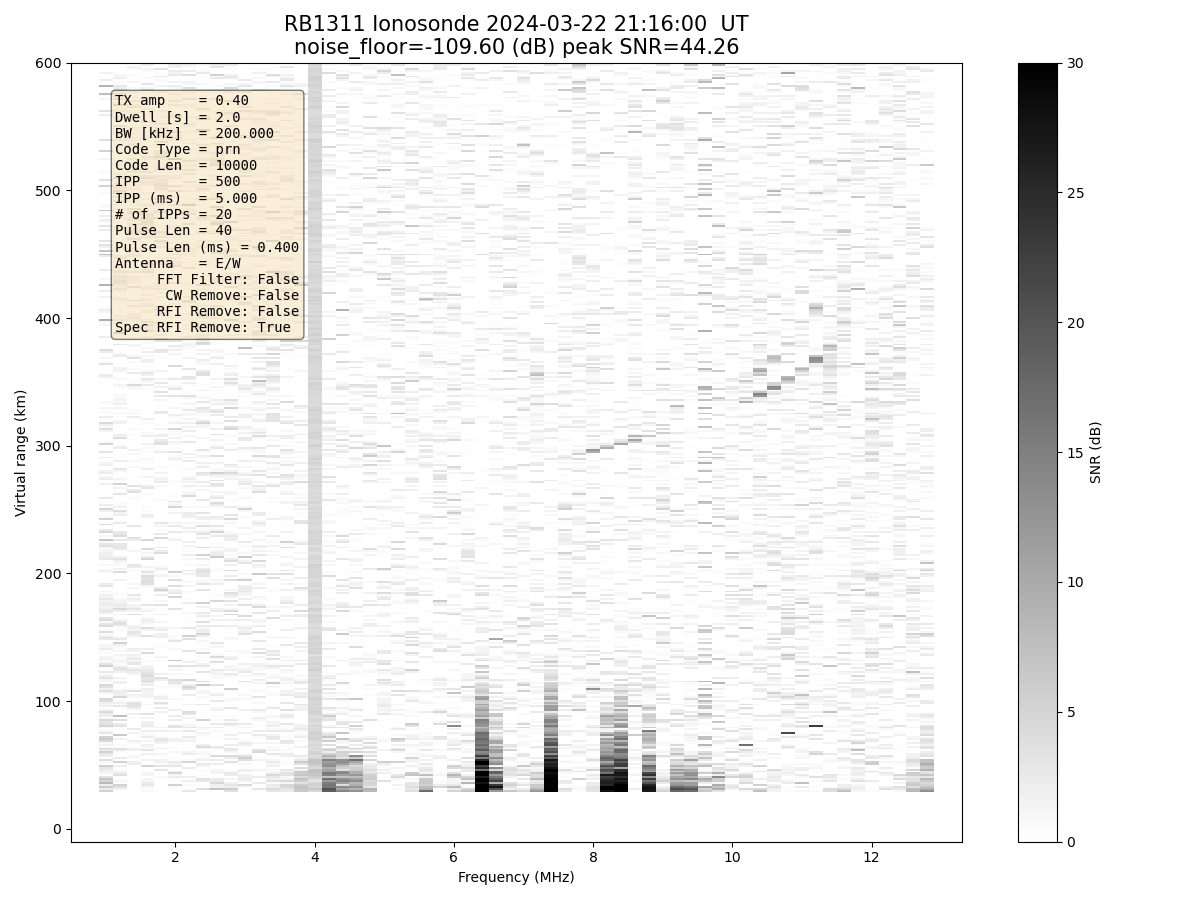 RB1311 Ionosonde 2024-03-22 21:16:00  UT
noise_floor=-109.60 (dB) peak SNR=44.26
TX amp    = 0.40
Dwell [s] = 2.0
BW [kHz]  = 200.000
Code Type = prn
Code Len  = 10000
IPP       = 500
IPP (ms)  = 5.000
# of IPPs = 20
Pulse Len = 40
Pulse Len (ms) = 0.400
Antenna   = E/W
FFT Filter: False
CW Remove: False
RFI Remove: False
Spec RFI Remove: True
Virtual range (km)
600
500
400
300
200
100
0
2 4 6 8 10 12
Frequency (MHz)
30
25
20
15
10
5
0
SNR (dB)